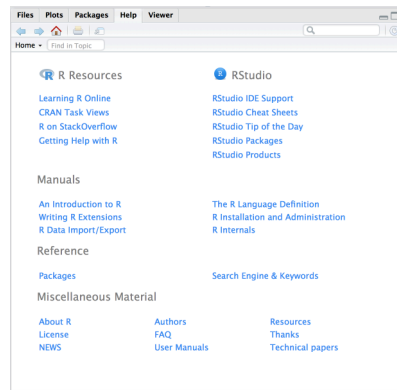 Files Plots Packages Help Viewer
Home Find in Topic
R Resources
Learning R Online
CRAN Task Views
R on StackOverflow
Getting Help with R
R RStudio
RStudio IDE Support
RStudio Cheat Sheets
RStudio Tip of the Day
RStudio Packages
RStudio Products
Manuals
An Introduction to R The R Language Definition
Writing R Extensions R Installation and Administration
R Data Import/Export R Internals
Reference
Packages Search Engine & Keywords
Miscellaneous Material
About R Authors Resources
License FAQ Thanks
NEWS User Manuals Technical papers